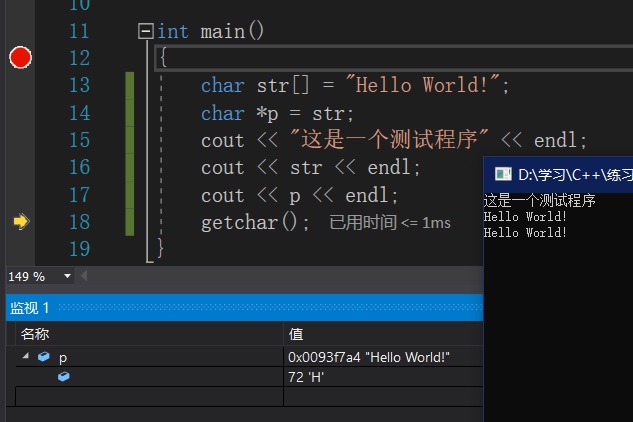 10
11 int main()
12 {
13 char str[] = "Hello World!";
14 char *p = str;
15 cout << "这是一个测试程序" << endl;
16 cout << str << endl;
17 cout << p << endl;
18 getchar(); 已用时间 <= 1ms
19 }
149 %
D:\学习\C++\练习
这是一个测试程序
Hello World!
Hello World!
监视 1
名称 值
p 0x0093f7a4 "Hello World!"
72 'H'